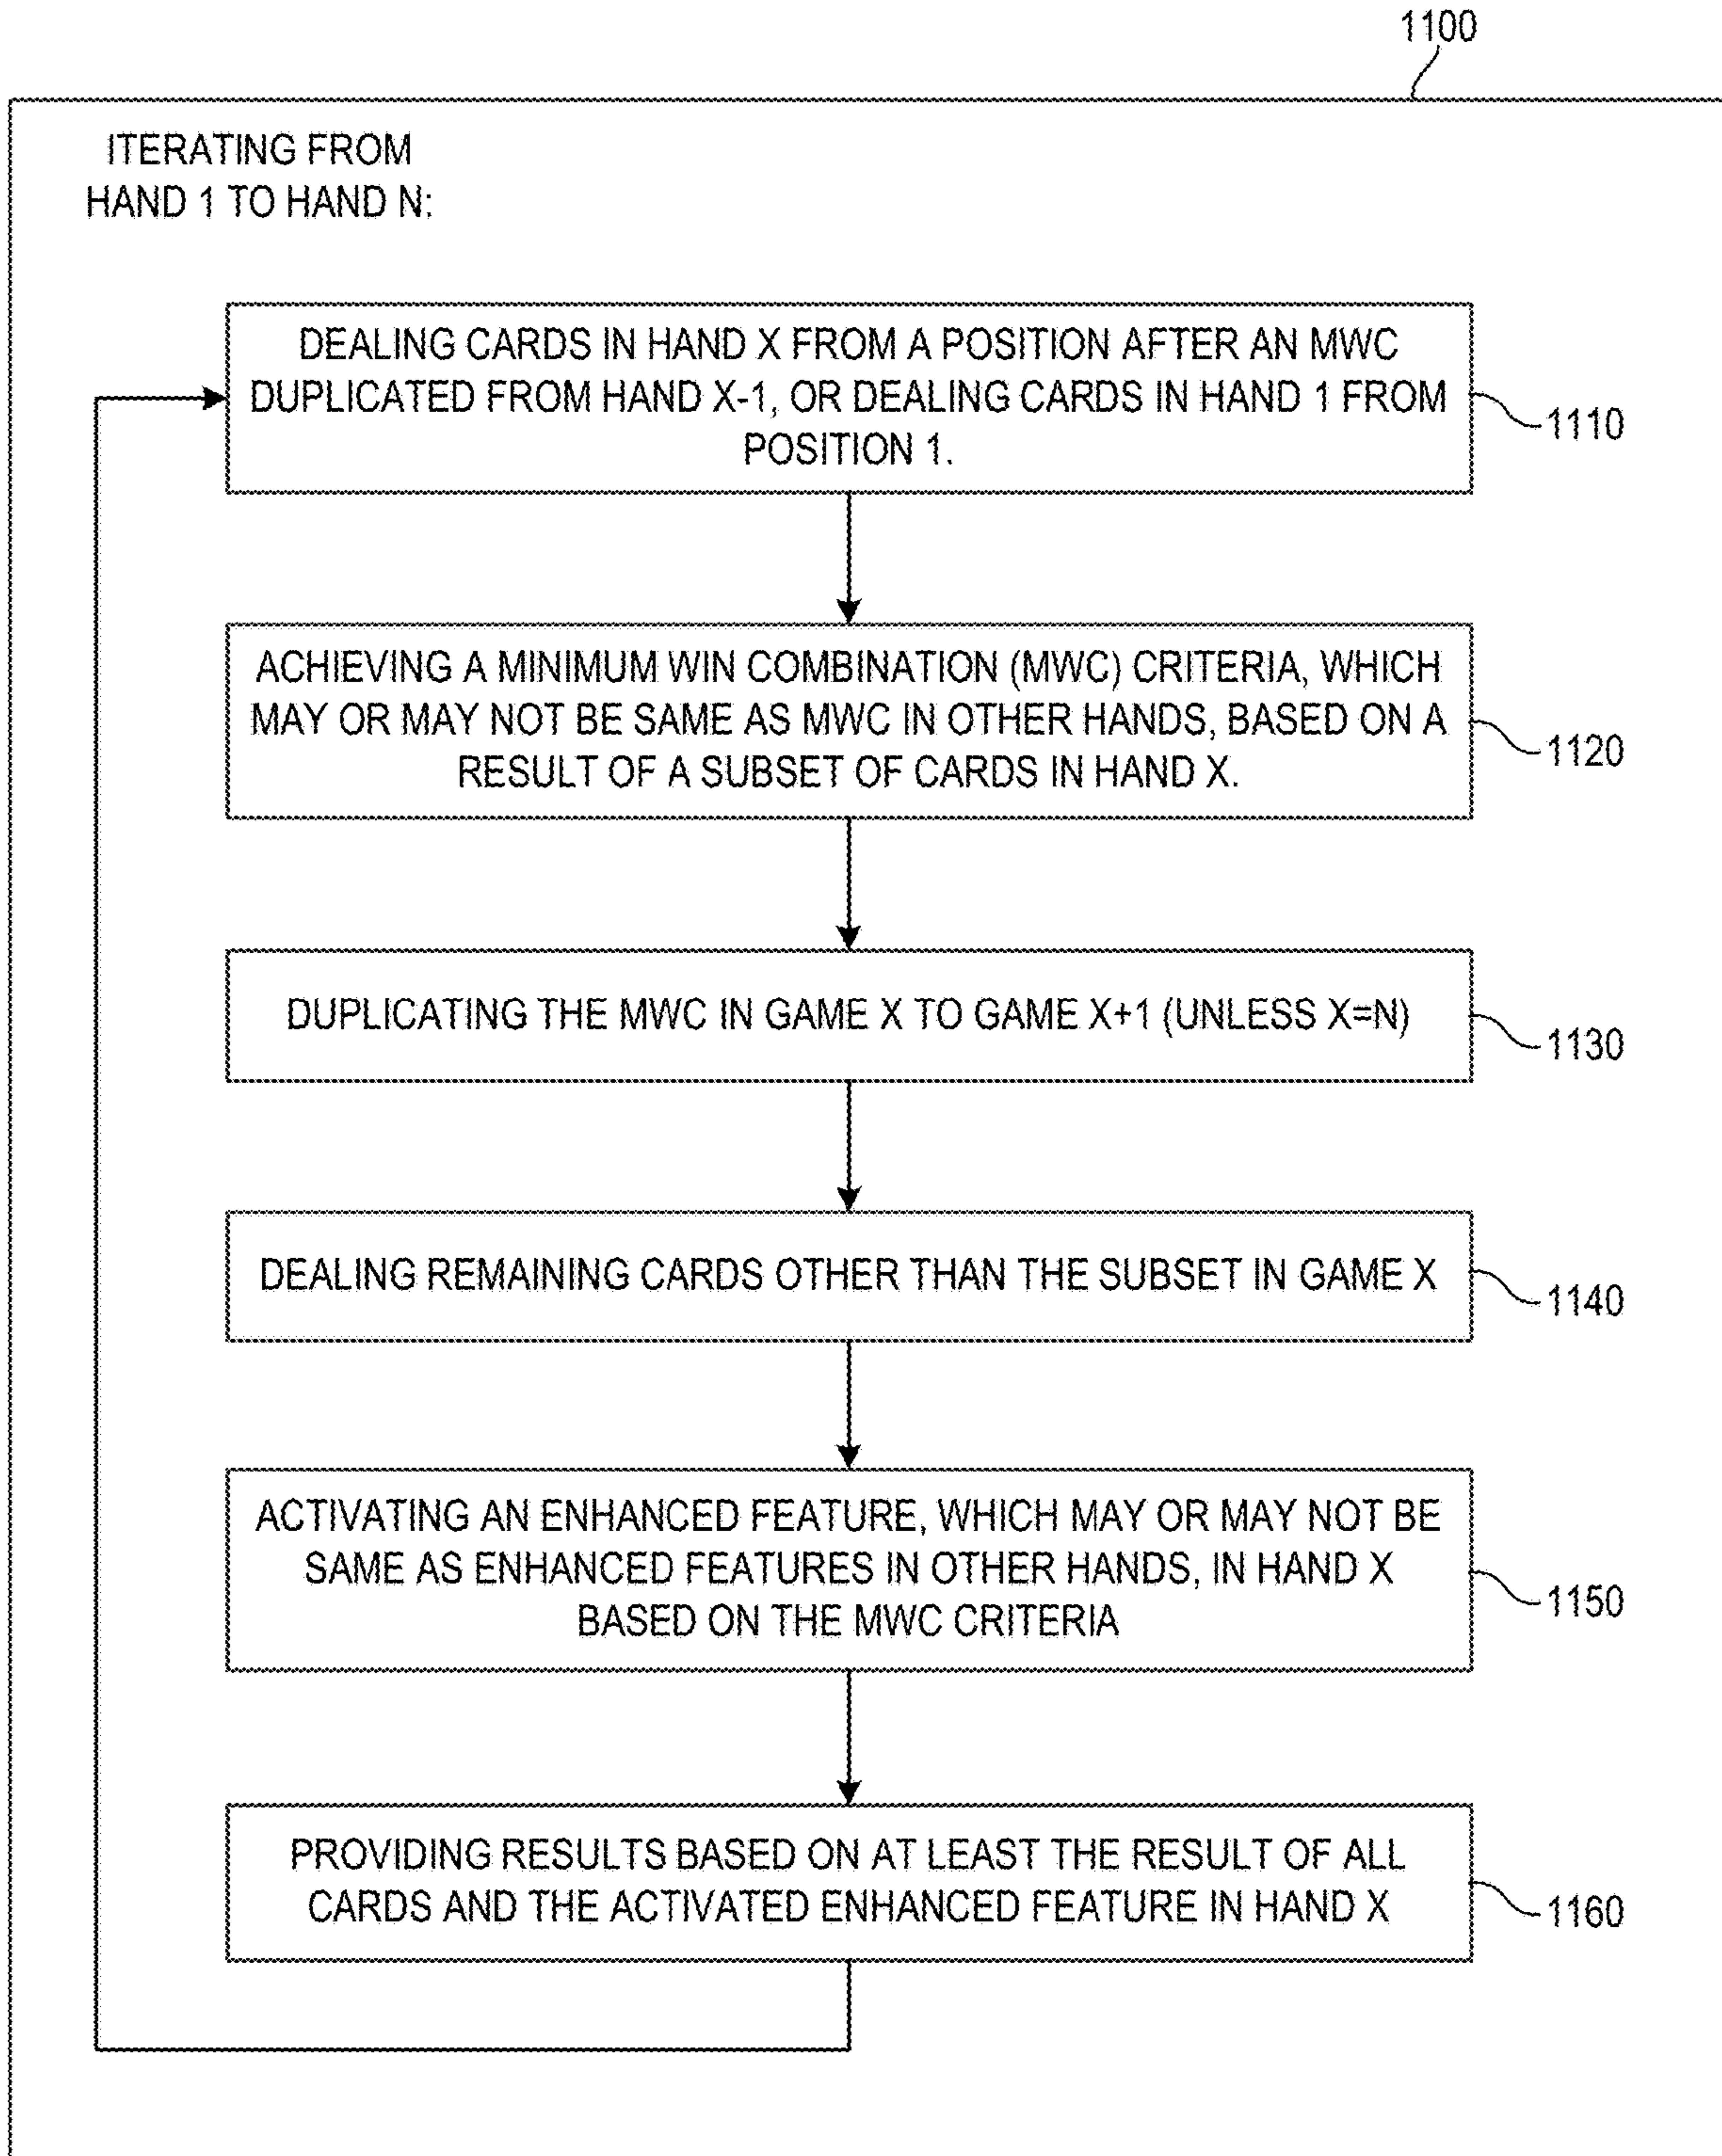 1100
ITERATING FROM
HAND 1 TO HAND N:
DEALING CARDS IN HAND X FROM A POSITION AFTER AN MWC
DUPLICATED FROM HAND X-1, OR DEALING CARDS IN HAND 1 FROM
POSITION 1.
1110
ACHIEVING A MINIMUM WIN COMBINATION (MWC) CRITERIA, WHICH
MAY OR MAY NOT BE SAME AS MWC IN OTHER HANDS, BASED ON A
RESULT OF A SUBSET OF CARDS IN HAND X.
1120
DUPLICATING THE MWC IN GAME X TO GAME X+1 (UNLESS X=N)
1130
DEALING REMAINING CARDS OTHER THAN THE SUBSET IN GAME X
1140
ACTIVATING AN ENHANCED FEATURE, WHICH MAY OR MAY NOT BE
SAME AS ENHANCED FEATURES IN OTHER HANDS, IN HAND X
BASED ON THE MWC CRITERIA
1150
PROVIDING RESULTS BASED ON AT LEAST THE RESULT OF ALL
CARDS AND THE ACTIVATED ENHANCED FEATURE IN HAND X
1160